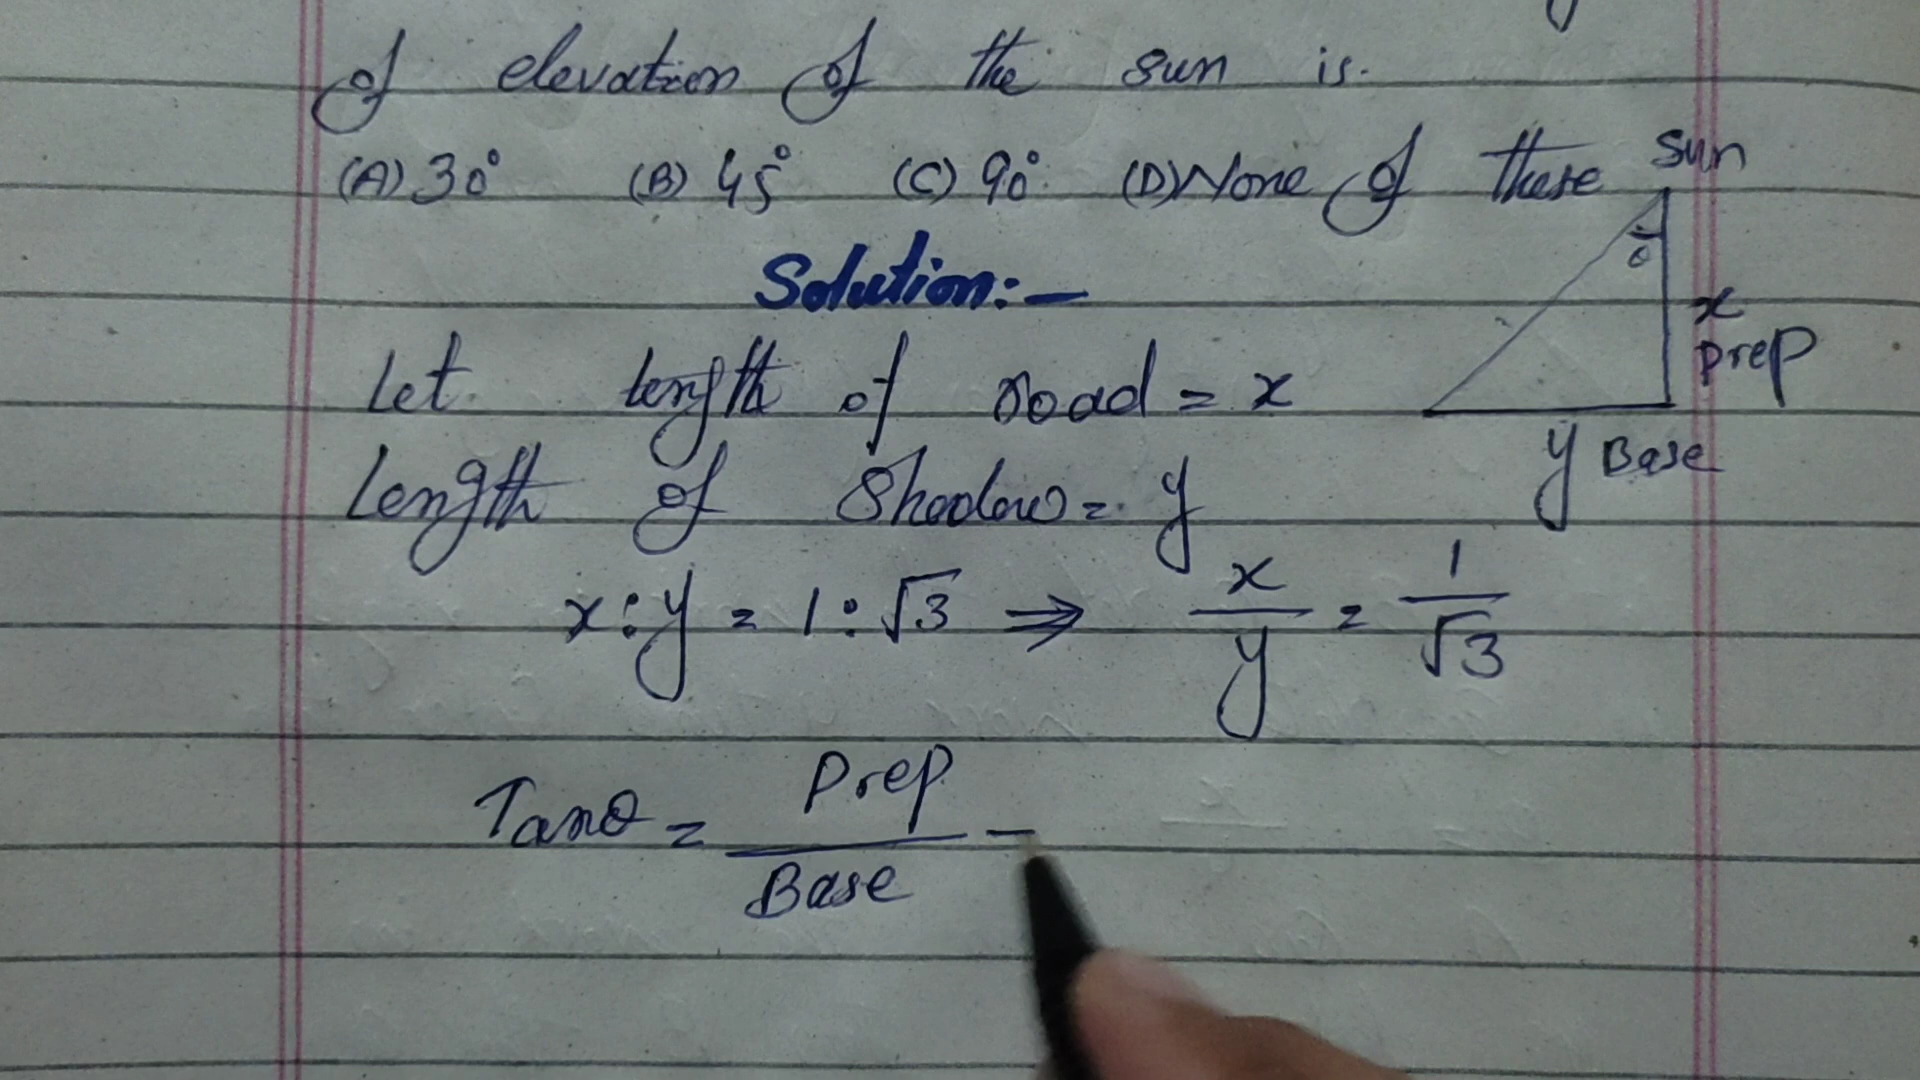 of elevation of the sun is.
(A) 30° (B) 45° (C) 90° (D) None of these
Sun
θ
x
Prep
y Base
Solution:-
Let length of road = x
Length of Shadow = y
x : y = 1 : √3 ⇒ x/y = 1/√3
Tanθ = Prep/Base -